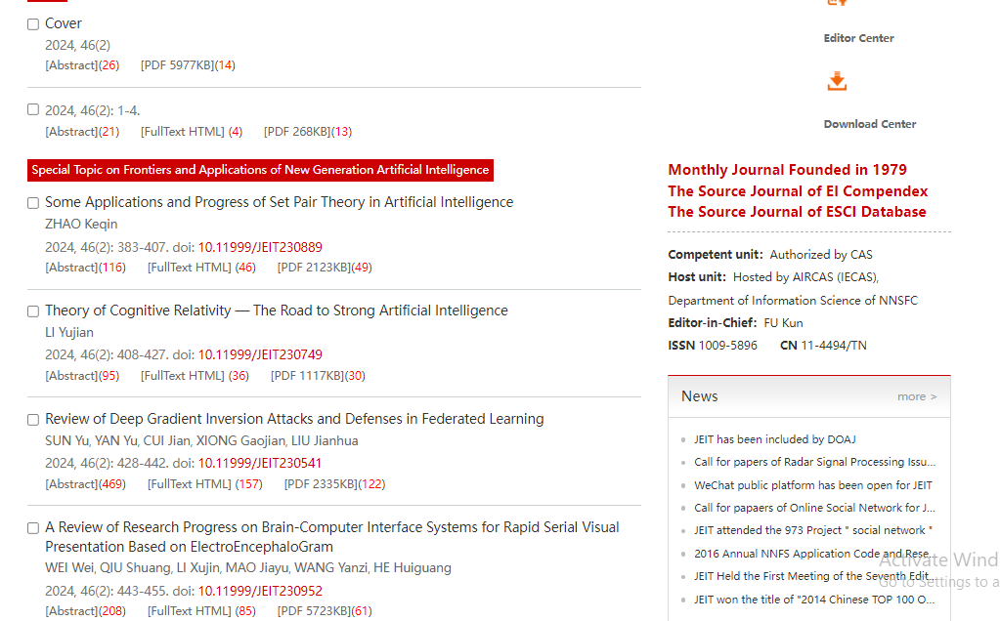 Cover
2024, 46(2)
[Abstract](26) [PDF 5977KB](14)
2024, 46(2): 1-4.
[Abstract](21) [FullText HTML] (4) [PDF 268KB](13)
Special Topic on Frontiers and Applications of New Generation Artificial Intelligence
Some Applications and Progress of Set Pair Theory in Artificial Intelligence
ZHAO Keqin
2024, 46(2): 383-407. doi: 10.11999/JEIT230889
[Abstract](116) [FullText HTML] (46) [PDF 2123KB](49)
Theory of Cognitive Relativity — The Road to Strong Artificial Intelligence
LI Yujian
2024, 46(2): 408-427. doi: 10.11999/JEIT230749
[Abstract](95) [FullText HTML] (36) [PDF 1117KB](30)
Review of Deep Gradient Inversion Attacks and Defenses in Federated Learning
SUN Yu, YAN Yu, CUI Jian, XIONG Gaojian, LIU Jianhua
2024, 46(2): 428-442. doi: 10.11999/JEIT230541
[Abstract](469) [FullText HTML] (157) [PDF 2335KB](122)
A Review of Research Progress on Brain-Computer Interface Systems for Rapid Serial Visual
Presentation Based on ElectroEncephaloGram
WEI Wei, QIU Shuang, LI Xujin, MAO Jiayu, WANG Yanzi, HE Huiguang
2024, 46(2): 443-455. doi: 10.11999/JEIT230952
[Abstract](208) [FullText HTML] (85) [PDF 5723KB](61)
Editor Center
Download Center
Monthly Journal Founded in 1979
The Source Journal of EI Compendex
The Source Journal of ESCI Database
Competent unit: Authorized by CAS
Host unit: Hosted by AIRCAS (IECAS),
Department of Information Science of NNSFC
Editor-in-Chief: FU Kun
ISSN 1009-5896 CN 11-4494/TN
News more >
JEIT has been included by DOAJ
Call for papers of Radar Signal Processing Issu...
WeChat public platform has been open for JEIT
Call for papaers of Online Social Network for J...
JEIT attended the 973 Project " social network "
2016 Annual NNFS Application Code and Rese...
JEIT Held the First Meeting of the Seventh Edit...
JEIT won the title of "2014 Chinese TOP 100 O...
Activate Wind
Go to Settings to a